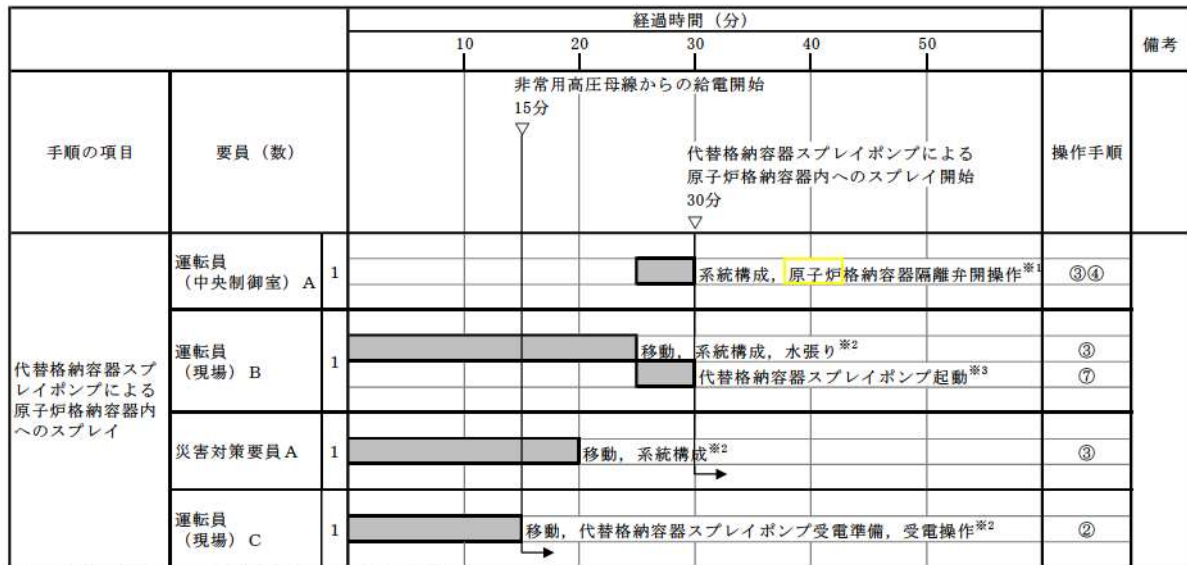 経過時間（分）
10 20 30 40 50
備考
手順の項目
要員（数）
非常用高圧母線からの給電開始
15分
▽
代替格納容器スプレイポンプによる
原子炉格納容器内へのスプレイ開始
30分
▽
操作手順
代替格納容器スプ
レイポンプによる
原子炉格納容器内
へのスプレイ
運転員
（中央制御室）A
1
系統構成，原子炉格納容器隔離弁開操作※1
③④
運転員
（現場）B
1
移動，系統構成，水張り※2
③
代替格納容器スプレイポンプ起動※3
⑦
災害対策要員A
1
移動，系統構成※2
③
運転員
（現場）C
1
移動，代替格納容器スプレイポンプ受電準備，受電操作※2
②